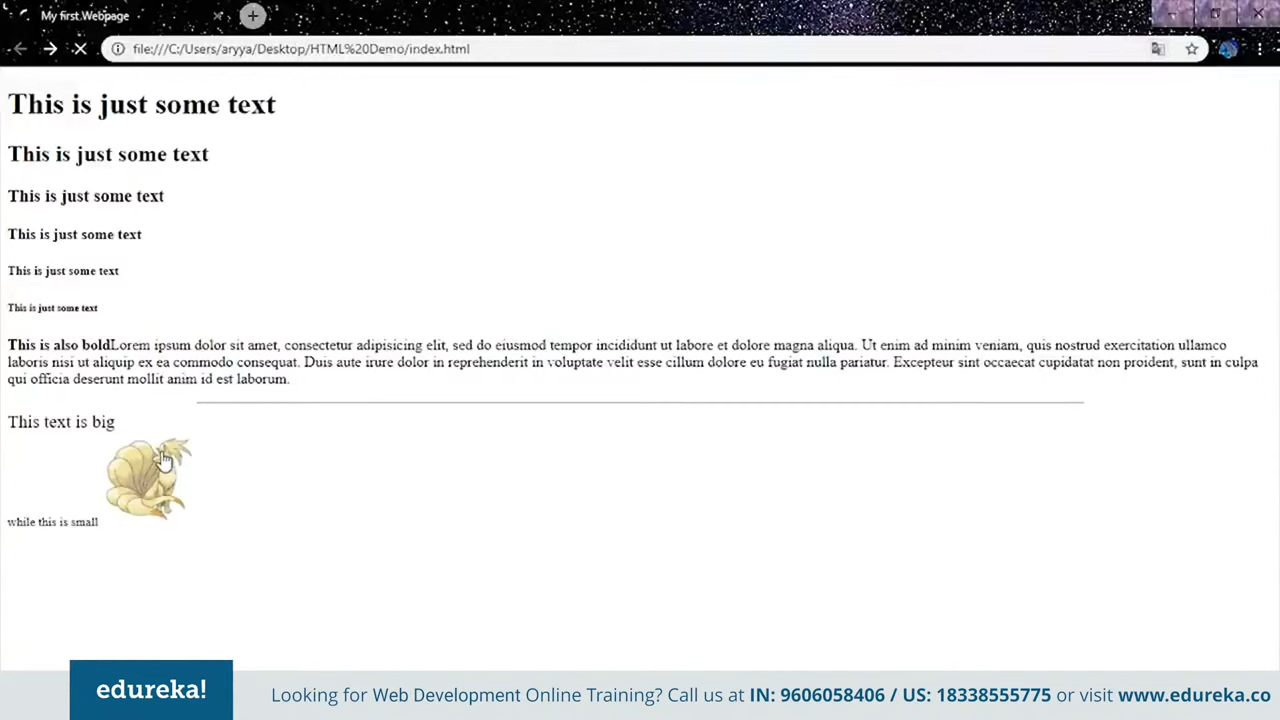 My first Webpage
file:///C:/Users/aryya/Desktop/HTML%20Demo/index.html
This is just some text
This is just some text
This is just some text
This is just some text
This is just some text
This is just some text
This is also boldLorem ipsum dolor sit amet, consectetur adipisicing elit, sed do eiusmod tempor incididunt ut labore et dolore magna aliqua. Ut enim ad minim veniam, quis nostrud exercitation ullamco
laboris nisi ut aliquip ex ea commodo consequat. Duis aute irure dolor in reprehenderit in voluptate velit esse cillum dolore eu fugiat nulla pariatur. Excepteur sint occaecat cupidatat non proident, sunt in culpa
qui officia deserunt mollit anim id est laborum.
This text is big
while this is small
edureka!
Looking for Web Development Online Training? Call us at IN: 9606058406 / US: 18338555775 or visit www.edureka.co